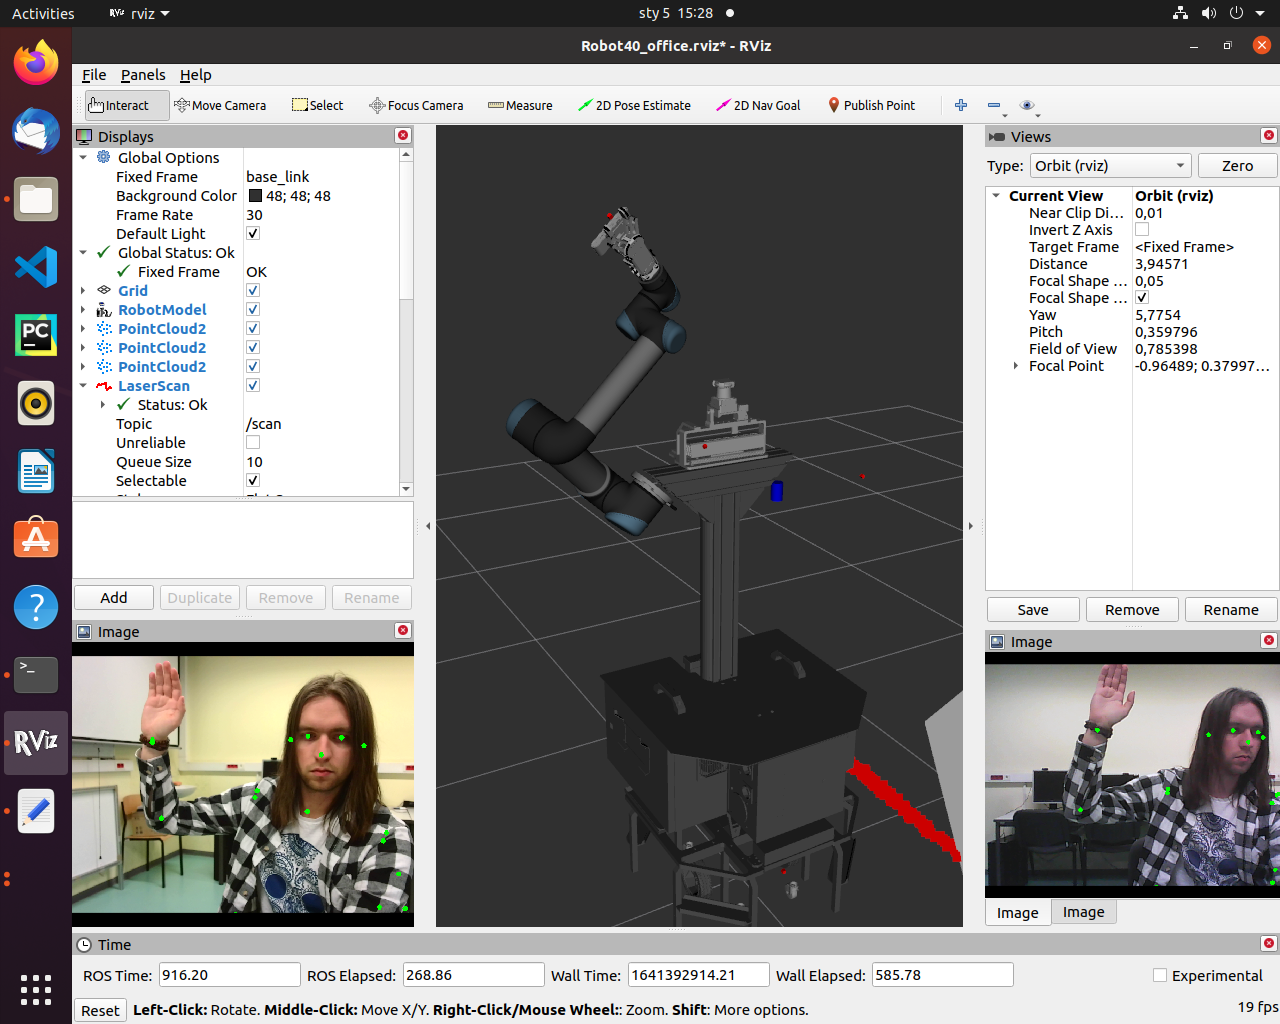 Activities
RViz rviz
sty 5 15:28
Robot40_office.rviz* - RViz
File Panels Help
Interact Move Camera Select Focus Camera Measure 2D Pose Estimate 2D Nav Goal Publish Point
Displays
Global Options
Fixed Frame base_link
Background Color 48; 48; 48
Frame Rate 30
Default Light
Global Status: Ok
Fixed Frame OK
Grid
RobotModel
PointCloud2
PointCloud2
PointCloud2
LaserScan
Status: Ok
Topic /scan
Unreliable
Queue Size 10
Selectable
Add Duplicate Remove Rename
Image
Views
Type: Orbit (rviz) Zero
Current View Orbit (rviz)
Near Clip Di… 0,01
Invert Z Axis
Target Frame <Fixed Frame>
Distance 3,94571
Focal Shape … 0,05
Focal Shape …
Yaw 5,7754
Pitch 0,359796
Field of View 0,785398
Focal Point -0.96489; 0.37997…
Save Remove Rename
Image
Image Image
PC
>_
RViz
Time
ROS Time: 916.20 ROS Elapsed: 268.86 Wall Time: 1641392914.21 Wall Elapsed: 585.78 Experimental
Reset Left-Click: Rotate. Middle-Click: Move X/Y. Right-Click/Mouse Wheel:: Zoom. Shift: More options. 19 fps